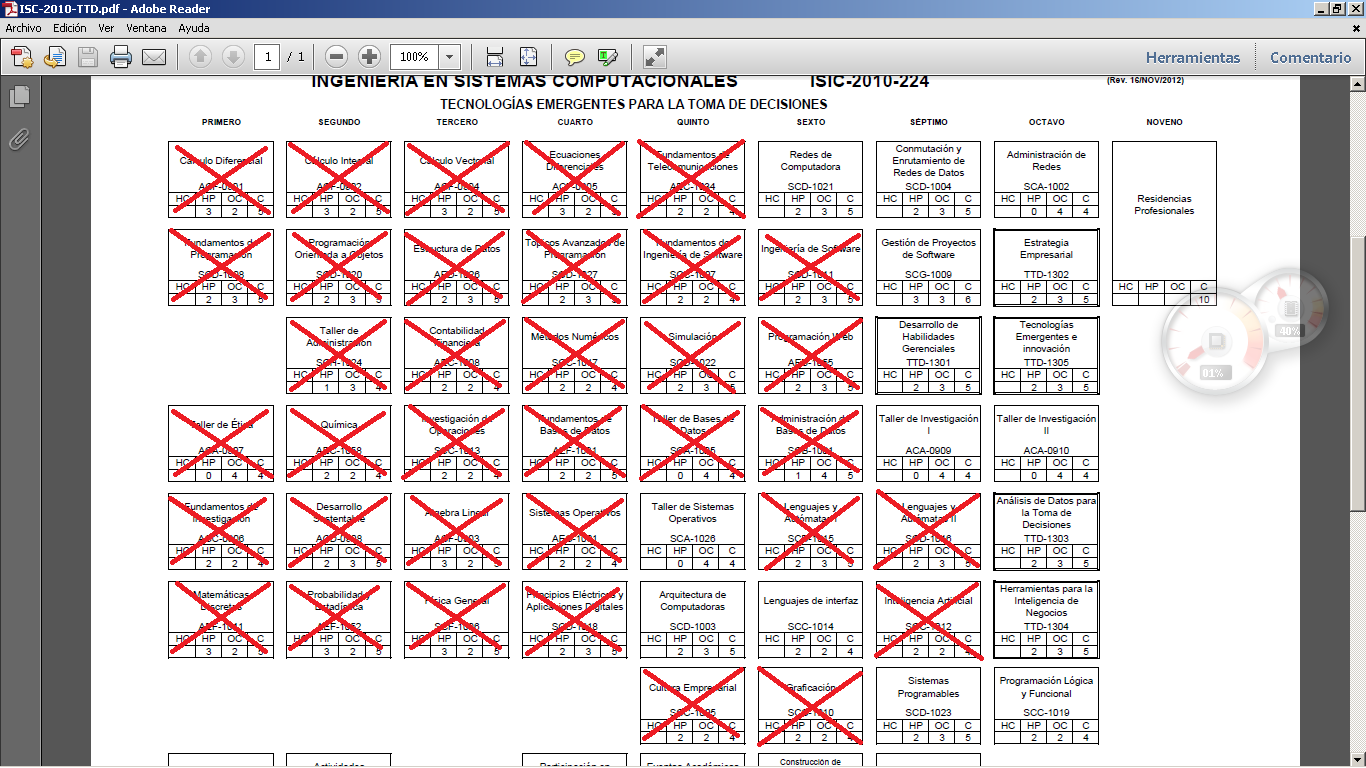 ISC-2010-TTD.pdf - Adobe Reader
Archivo Edición Ver Ventana Ayuda
1 / 1 100% Herramientas Comentario
INGENIERÍA EN SISTEMAS COMPUTACIONALES ISIC-2010-224 (Rev. 16/NOV/2012)
TECNOLOGÍAS EMERGENTES PARA LA TOMA DE DECISIONES
PRIMERO SEGUNDO TERCERO CUARTO QUINTO SEXTO SÉPTIMO OCTAVO NOVENO
Cálculo Diferencial
ACF-0901
HC HP OC C
3 2 5
Cálculo Integral
ACF-0902
HC HP OC C
3 2 5
Cálculo Vectorial
ACF-0904
HC HP OC C
3 2 5
Ecuaciones
Diferenciales
ACF-0905
HC HP OC C
3 2 5
Fundamentos de
Telecomunicaciones
AEC-1034
HC HP OC C
2 2 4
Redes de
Computadora
SCD-1021
HC HP OC C
2 3 5
Conmutación y
Enrutamiento de
Redes de Datos
SCD-1004
HC HP OC C
2 3 5
Administración de
Redes
SCA-1002
HC HP OC C
0 4 4
Residencias
Profesionales
HC HP OC C
10
Fundamentos de
Programación
SCD-1008
HC HP OC C
2 3 5
Programación
Orientada a Objetos
SCD-1020
HC HP OC C
2 3 5
Estructura de Datos
AED-1026
HC HP OC C
2 3 5
Tópicos Avanzados de
Programación
SCD-1027
HC HP OC C
2 3 5
Fundamentos de
Ingeniería de Software
SCC-1007
HC HP OC C
2 2 4
Ingeniería de Software
SCD-1011
HC HP OC C
2 3 5
Gestión de Proyectos
de Software
SCG-1009
HC HP OC C
3 3 6
Estrategia
Empresarial
TTD-1302
HC HP OC C
2 3 5
Taller de
Administración
SCH-1024
HC HP OC C
1 3 4
Contabilidad
Financiera
AEC-1008
HC HP OC C
2 2 4
Métodos Numéricos
SCC-1017
HC HP OC C
2 2 4
Simulación
SCD-1022
HC HP OC C
2 3 5
Programación Web
AEB-1055
HC HP OC C
2 3 5
Desarrollo de
Habilidades
Gerenciales
TTD-1301
HC HP OC C
2 3 5
Tecnologías
Emergentes e
innovación
TTD-1305
HC HP OC C
2 3 5
Taller de Ética
ACA-0907
HC HP OC C
0 4 4
Química
AEC-1058
HC HP OC C
2 2 4
Investigación de
Operaciones
SCC-1013
HC HP OC C
2 2 4
Fundamentos de
Bases de Datos
AEF-1031
HC HP OC C
2 2 5
Taller de Bases de
Datos
SCA-1025
HC HP OC C
0 4 4
Administración de
Bases de Datos
SCB-1001
HC HP OC C
1 4 5
Taller de Investigación
I
ACA-0909
HC HP OC C
0 4 4
Taller de Investigación
II
ACA-0910
HC HP OC C
0 4 4
Fundamentos de
Investigación
ACC-0906
HC HP OC C
2 2 4
Desarrollo
Sustentable
ACD-0908
HC HP OC C
2 3 5
Álgebra Lineal
ACF-0903
HC HP OC C
3 2 5
Sistemas Operativos
AEC-1061
HC HP OC C
2 2 4
Taller de Sistemas
Operativos
SCA-1026
HC HP OC C
0 4 4
Lenguajes y
Autómatas I
SCD-1015
HC HP OC C
2 3 5
Lenguajes y
Autómatas II
SCD-1016
HC HP OC C
2 3 5
Análisis de Datos para
la Toma de
Decisiones
TTD-1303
HC HP OC C
2 3 5
Matemáticas
Discretas
AEF-1041
HC HP OC C
3 2 5
Probabilidad y
Estadística
AEF-1052
HC HP OC C
3 2 5
Física General
SCF-1006
HC HP OC C
3 2 5
Principios Eléctricos y
Aplicaciones Digitales
SCD-1018
HC HP OC C
2 3 5
Arquitectura de
Computadoras
SCD-1003
HC HP OC C
2 3 5
Lenguajes de interfaz
SCC-1014
HC HP OC C
2 2 4
Inteligencia Artificial
SCC-1012
HC HP OC C
2 2 4
Herramientas para la
Inteligencia de
Negocios
TTD-1304
HC HP OC C
2 3 5
Cultura Empresarial
SCC-1005
HC HP OC C
2 2 4
Graficación
SCC-1010
HC HP OC C
2 2 4
Sistemas
Programables
SCD-1023
HC HP OC C
2 3 5
Programación Lógica
y Funcional
SCC-1019
HC HP OC C
2 2 4
Construcción de
01%
40%